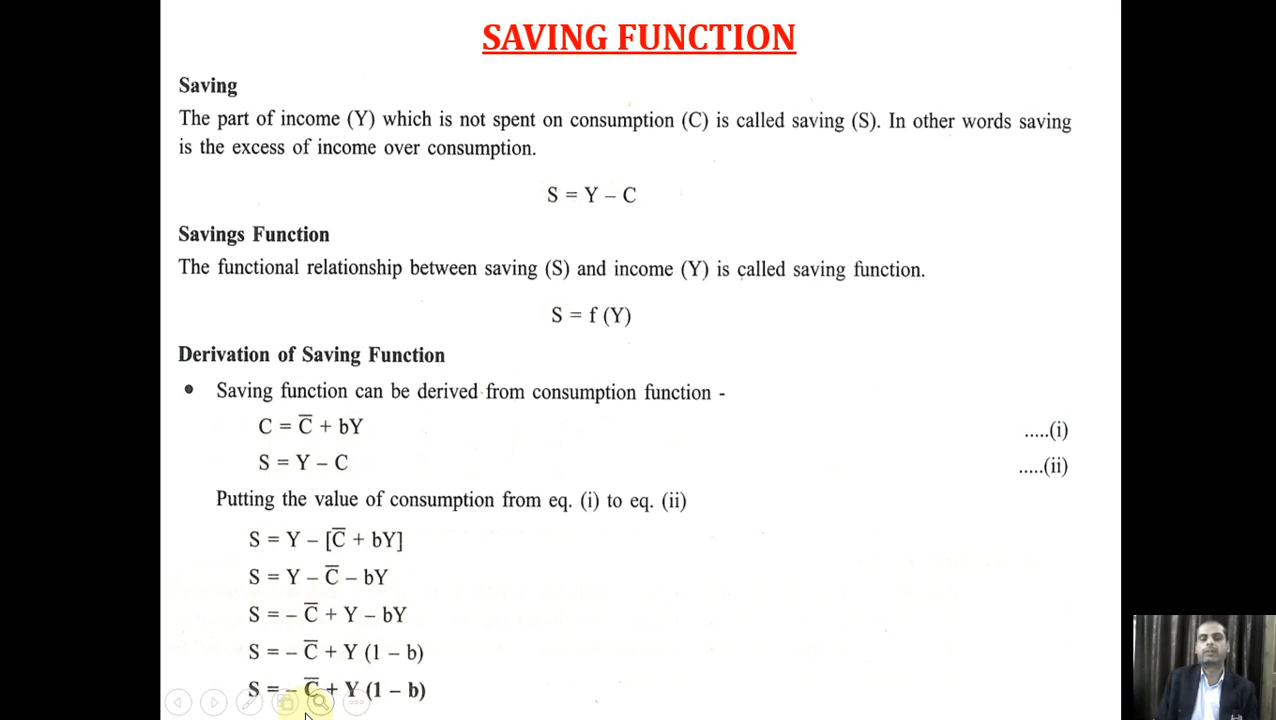 SAVING FUNCTION
Saving
The part of income (Y) which is not spent on consumption (C) is called saving (S). In other words saving
is the excess of income over consumption.
S = Y – C
Savings Function
The functional relationship between saving (S) and income (Y) is called saving function.
S = f (Y)
Derivation of Saving Function
• Saving function can be derived from consumption function -
C = C̅ + bY .....(i)
S = Y – C .....(ii)
Putting the value of consumption from eq. (i) to eq. (ii)
S = Y – [C̅ + bY]
S = Y – C̅ – bY
S = – C̅ + Y – bY
S = – C̅ + Y (1 – b)
S = – C̅ + Y (1 – b)